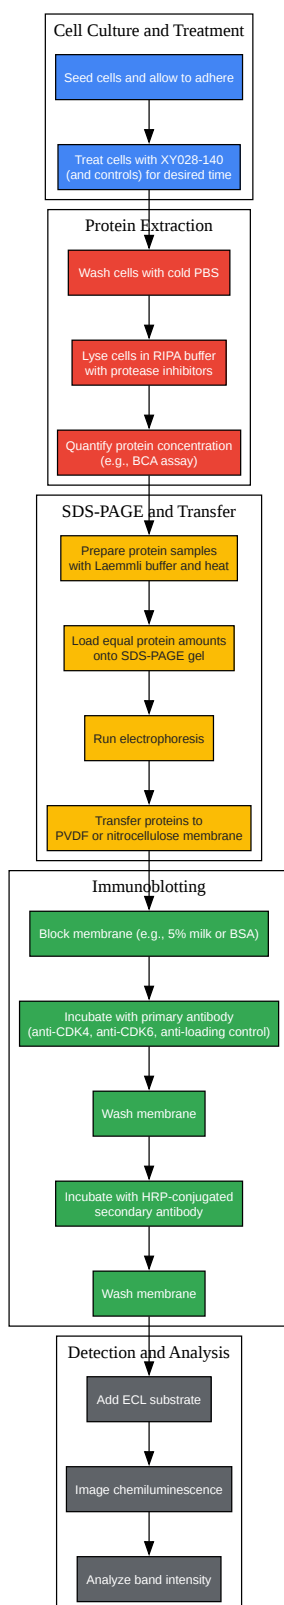 Cell Culture and Treatment
Seed cells and allow to adhere
Treat cells with XY028-140
(and controls) for desired time
Protein Extraction
Wash cells with cold PBS
Lyse cells in RIPA buffer
with protease inhibitors
Quantify protein concentration
(e.g., BCA assay)
SDS-PAGE and Transfer
Prepare protein samples
with Laemmli buffer and heat
Load equal protein amounts
onto SDS-PAGE gel
Run electrophoresis
Transfer proteins to
PVDF or nitrocellulose membrane
Immunoblotting
Block membrane (e.g., 5% milk or BSA)
Incubate with primary antibody
(anti-CDK4, anti-CDK6, anti-loading control)
Wash membrane
Incubate with HRP-conjugated
secondary antibody
Wash membrane
Detection and Analysis
Add ECL substrate
Image chemiluminescence
Analyze band intensity